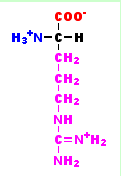 COO⁻
H₃⁺N-C-H
CH₂
CH₂
CH₂
NH
C=N⁺H₂
NH₂